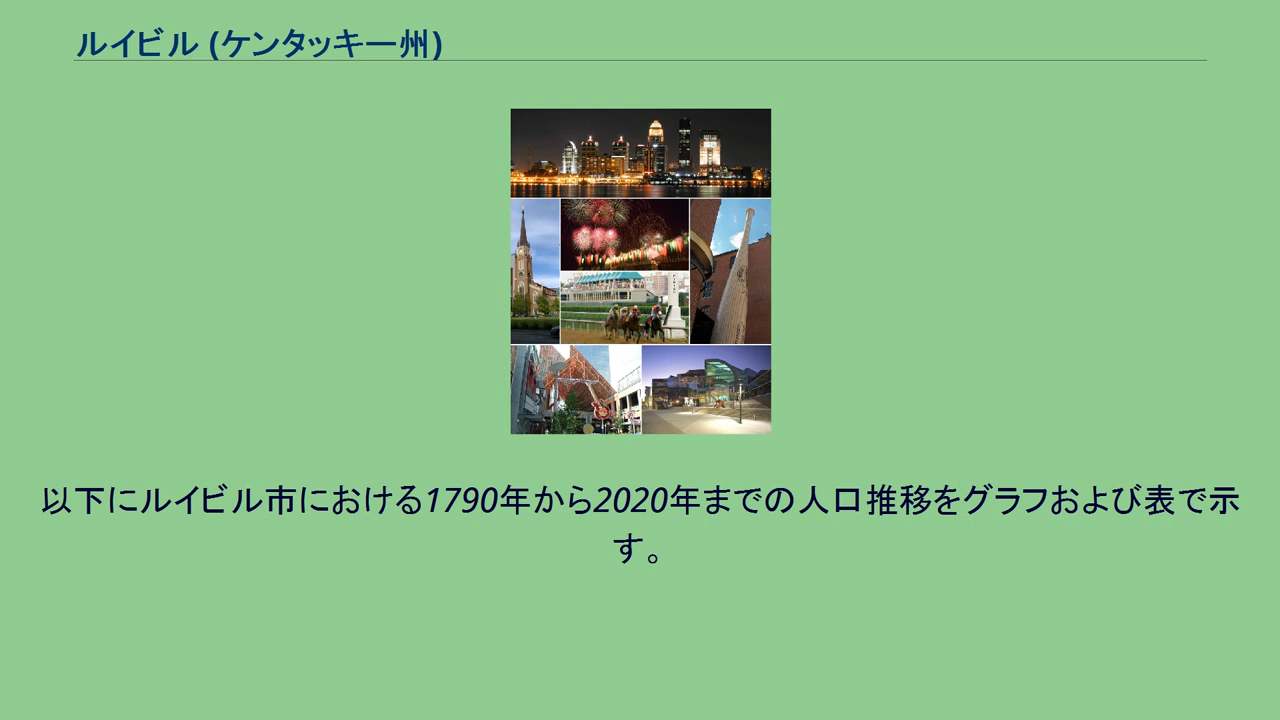 ルイビル (ケンタッキー州)
以下にルイビル市における1790年から2020年までの人口推移をグラフおよび表で示
す。